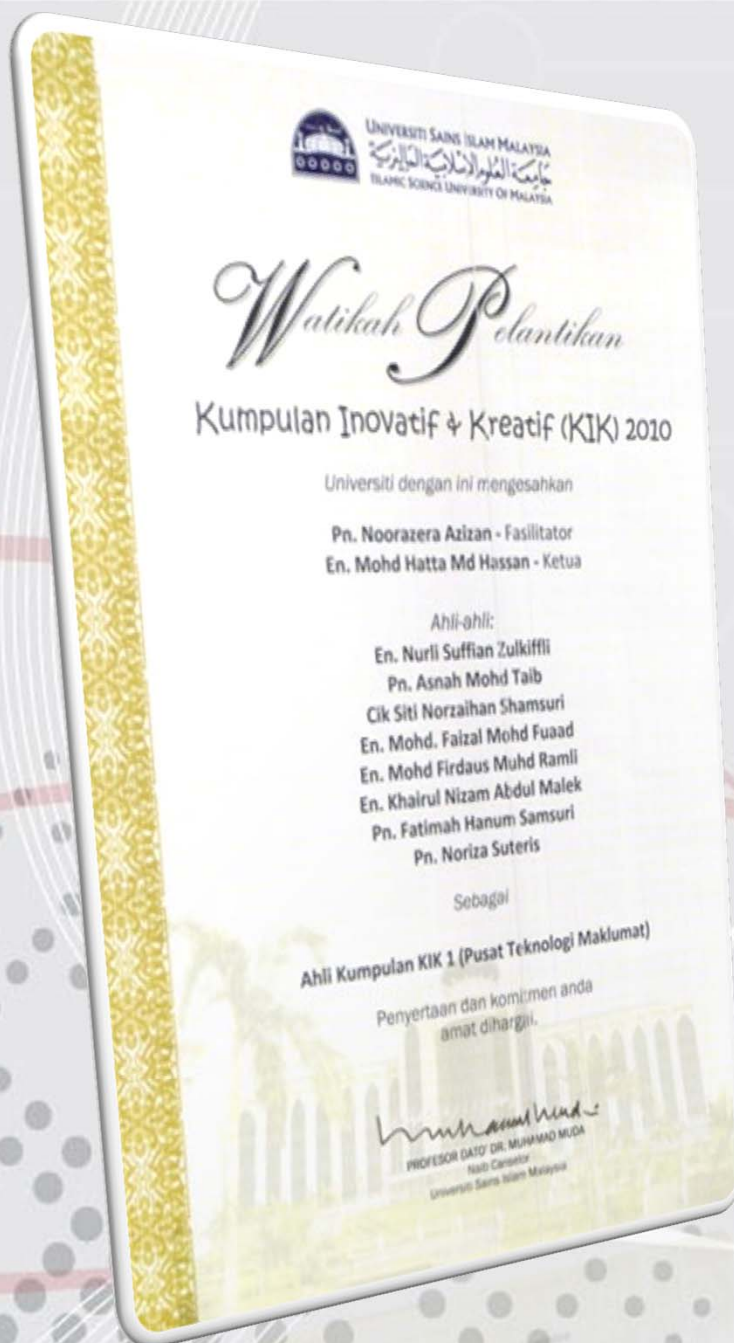 UNIVERSITI SAINS ISLAM MALAYSIA
جامعة العلوم الإسلامية الماليزية
ISLAMIC SCIENCE UNIVERSITY OF MALAYSIA
Watikah Pelantikan
Kumpulan Inovatif & Kreatif (KIK) 2010
Universiti dengan ini mengesahkan
Pn. Noorazera Azizan - Fasilitator
En. Mohd Hatta Md Hassan - Ketua
Ahli-ahli:
En. Nurli Suffian Zulkiffli
Pn. Asnah Mohd Taib
Cik Siti Norzaihan Shamsuri
En. Mohd. Faizal Mohd Fuaad
En. Mohd Firdaus Muhd Ramli
En. Khairul Nizam Abdul Malek
Pn. Fatimah Hanum Samsuri
Pn. Noriza Suteris
Sebagai
Ahli Kumpulan KIK 1 (Pusat Teknologi Maklumat)
Penyertaan dan komitmen anda
amat dihargai.
PROFESOR DATO' DR. MUHAMAD MUDA
Naib Canselor
Universiti Sains Islam Malaysia